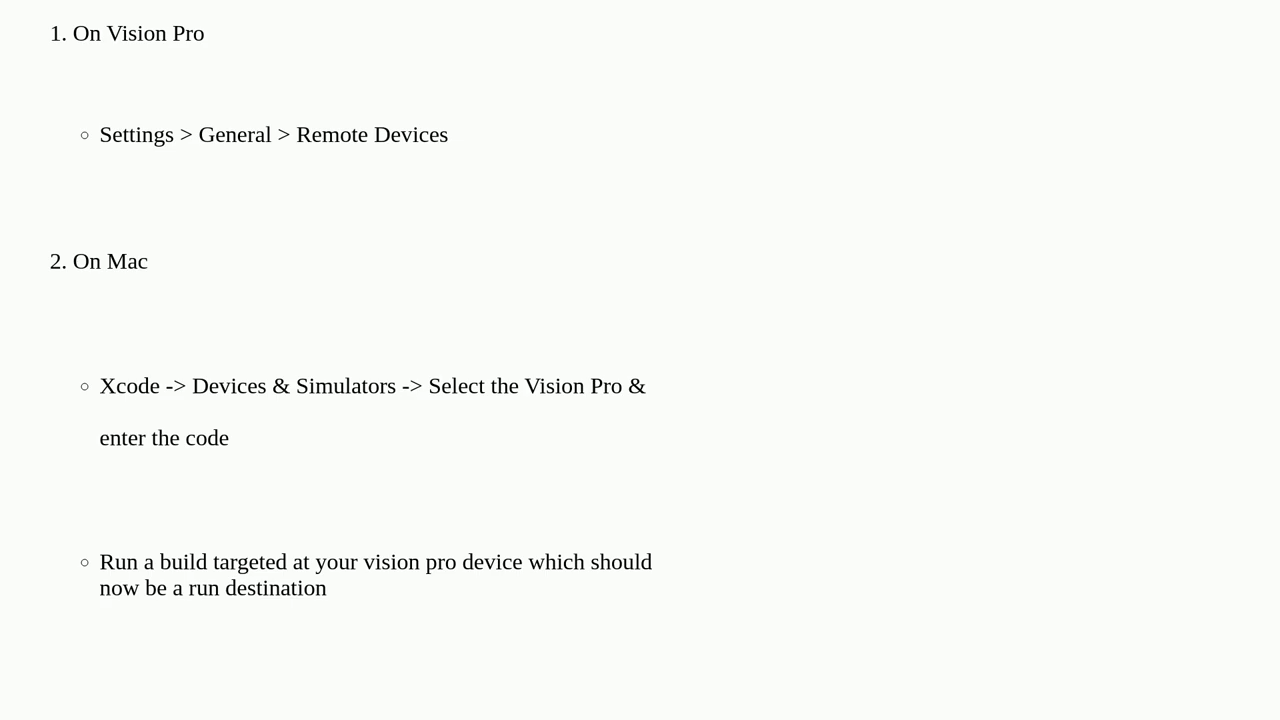 1. On Vision Pro
○ Settings > General > Remote Devices
2. On Mac
○ Xcode -> Devices & Simulators -> Select the Vision Pro &
enter the code
○ Run a build targeted at your vision pro device which should
now be a run destination